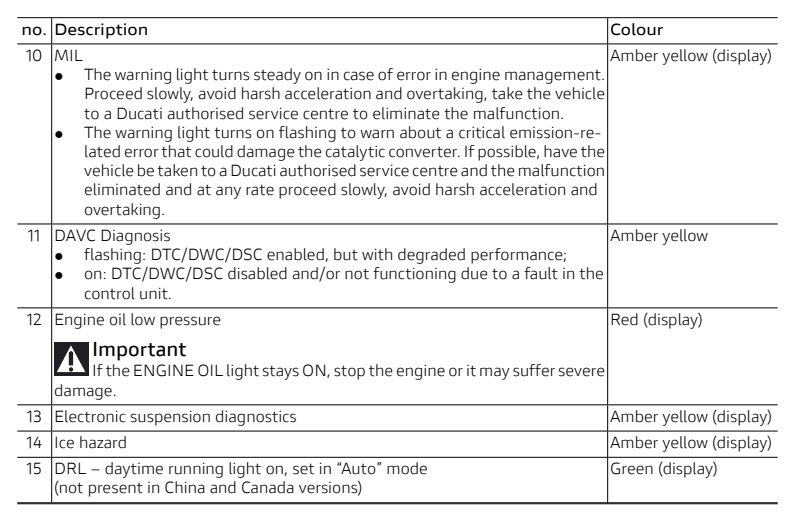 no. Description Colour
10 MIL Amber yellow (display)
● The warning light turns steady on in case of error in engine management.
Proceed slowly, avoid harsh acceleration and overtaking, take the vehicle
to a Ducati authorised service centre to eliminate the malfunction.
● The warning light turns on flashing to warn about a critical emission-re-
lated error that could damage the catalytic converter. If possible, have the
vehicle be taken to a Ducati authorised service centre and the malfunction
eliminated and at any rate proceed slowly, avoid harsh acceleration and
overtaking.
11 DAVC Diagnosis Amber yellow
● flashing: DTC/DWC/DSC enabled, but with degraded performance;
● on: DTC/DWC/DSC disabled and/or not functioning due to a fault in the
control unit.
12 Engine oil low pressure Red (display)
Important
If the ENGINE OIL light stays ON, stop the engine or it may suffer severe
damage.
13 Electronic suspension diagnostics Amber yellow (display)
14 Ice hazard Amber yellow (display)
15 DRL – daytime running light on, set in “Auto” mode Green (display)
(not present in China and Canada versions)